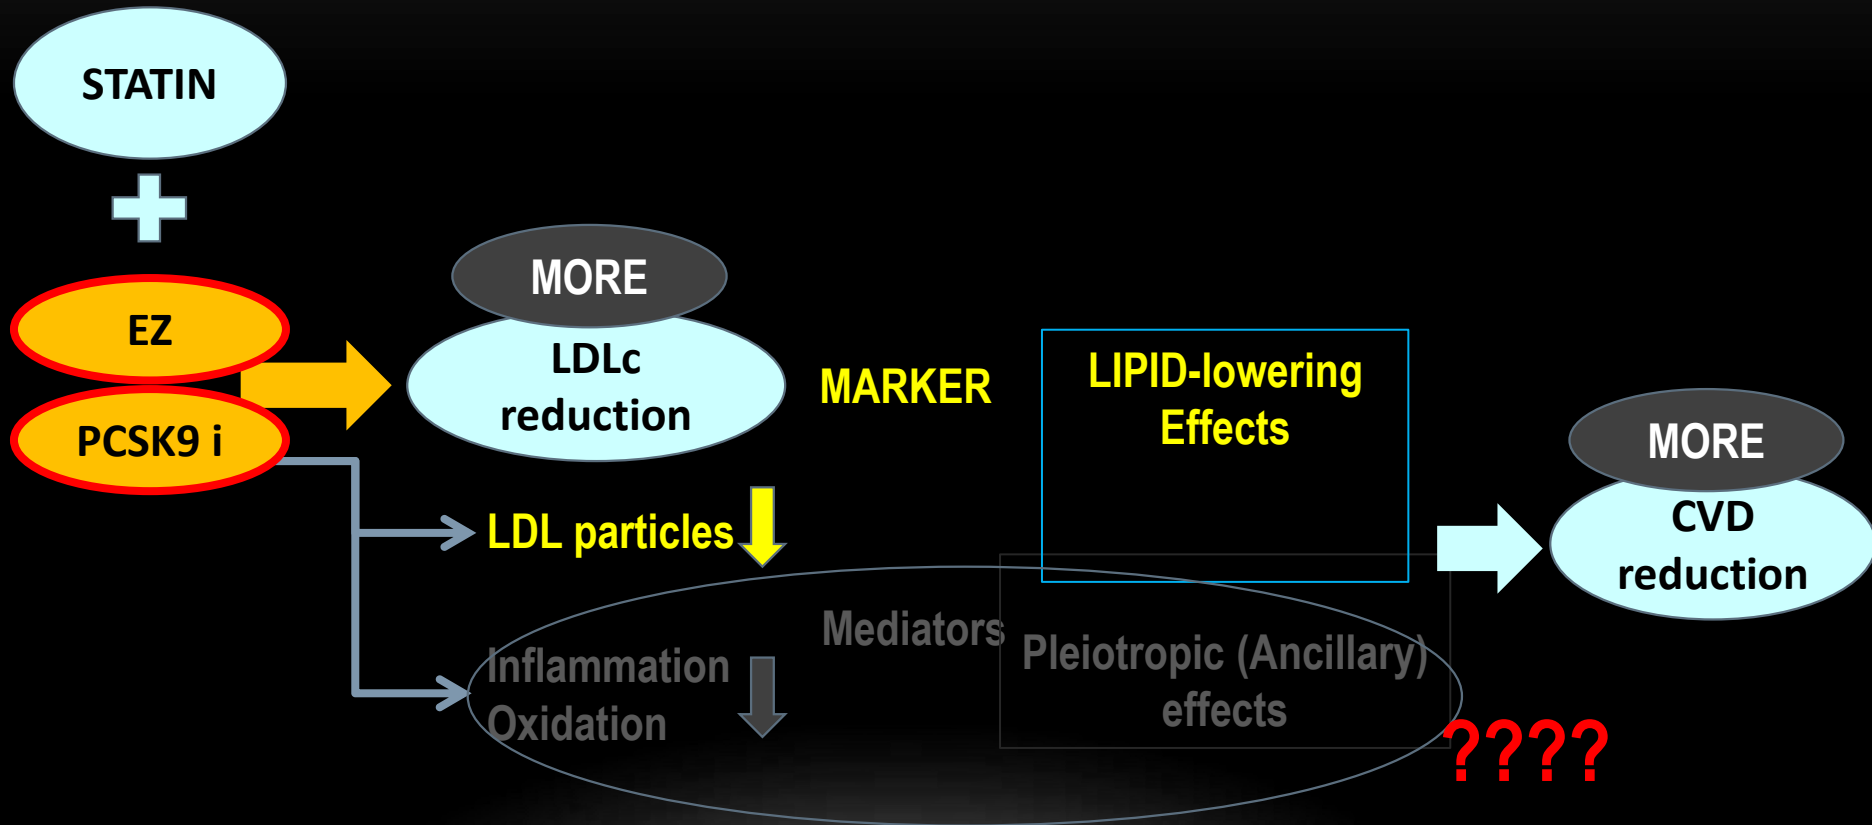 STATIN
EZ
PCSK9 i
MORE
LDLc
reduction
MARKER
LDL particles
LIPID-lowering
Effects
Mediators
Inflammation
Oxidation
Pleiotropic (Ancillary)
effects
MORE
CVD
reduction
????